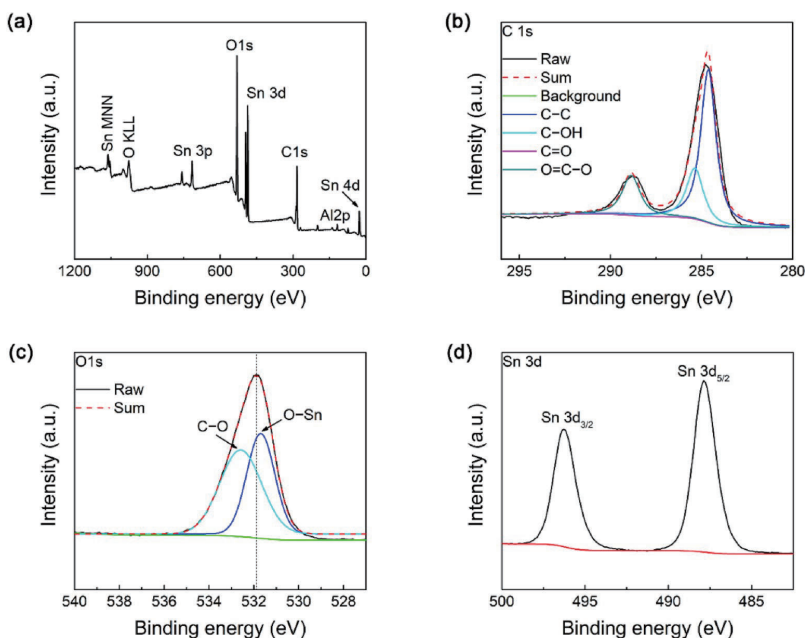 (a)
Intensity (a.u.)
Sn MNN
O KLL
Sn 3p
O1s
Sn 3d
C1s
Al2p
Sn 4d
1200 900 600 300 0
Binding energy (eV)
(b)
Intensity (a.u.)
C 1s
Raw
Sum
Background
C−C
C−OH
C=O
O=C−O
295 290 285 280
Binding energy (eV)
(c)
Intensity (a.u.)
O1s
Raw
Sum
C−O
O−Sn
540 538 536 534 532 530 528
Binding energy (eV)
(d)
Intensity (a.u.)
Sn 3d
Sn 3d3/2
Sn 3d5/2
500 495 490 485
Binding energy (eV)